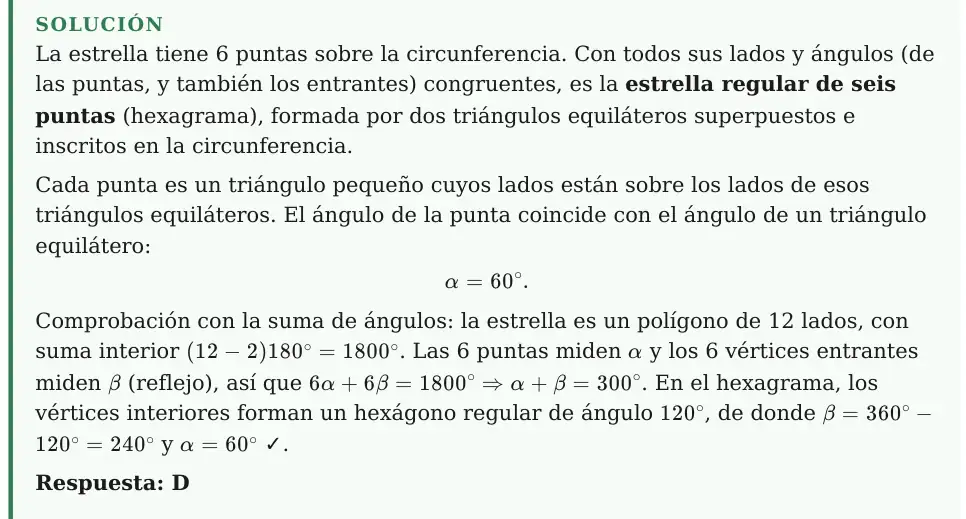 SOLUCIÓN
La estrella tiene 6 puntas sobre la circunferencia. Con todos sus lados y ángulos (de
las puntas, y también los entrantes) congruentes, es la estrella regular de seis
puntas (hexagrama), formada por dos triángulos equiláteros superpuestos e
inscritos en la circunferencia.
Cada punta es un triángulo pequeño cuyos lados están sobre los lados de esos
triángulos equiláteros. El ángulo de la punta coincide con el ángulo de un triángulo
equilátero:
α = 60°.
Comprobación con la suma de ángulos: la estrella es un polígono de 12 lados, con
suma interior (12 − 2)180° = 1800°. Las 6 puntas miden α y los 6 vértices entrantes
miden β (reflejo), así que 6α + 6β = 1800° ⇒ α + β = 300°. En el hexagrama, los
vértices interiores forman un hexágono regular de ángulo 120°, de donde β = 360° −
120° = 240° y α = 60° ✓.
Respuesta: D